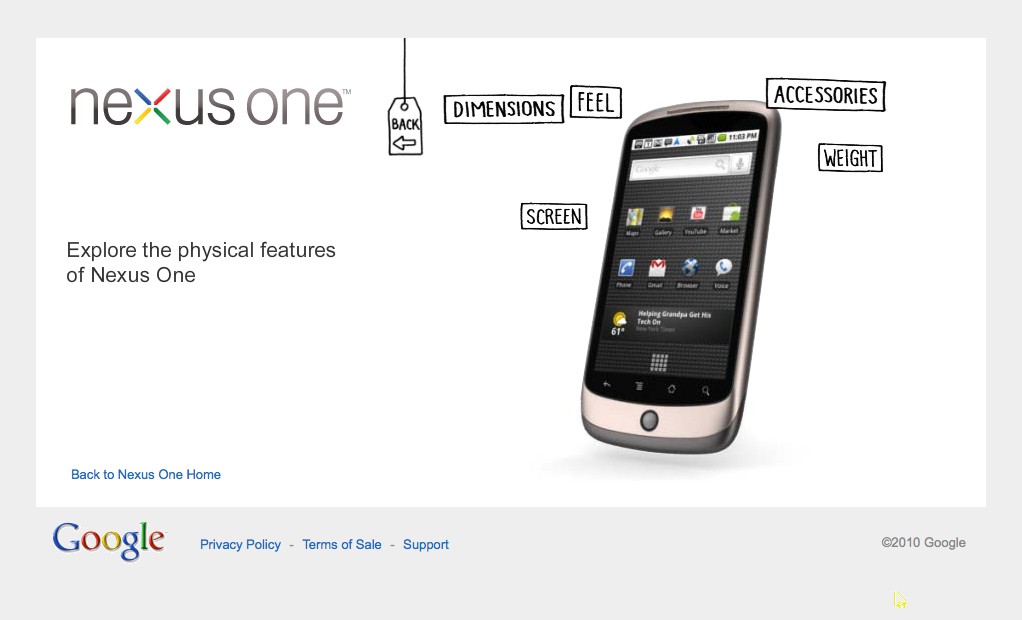 nexus one™
BACK
DIMENSIONS
FEEL
ACCESSORIES
WEIGHT
SCREEN
11:03 PM
Google
Maps
Gallery
YouTube
Market
Phone
Gmail
Browser
Voice
Helping Grandpa Get His
Tech On
New York Times
61°
Explore the physical features
of Nexus One
Back to Nexus One Home
Google
Privacy Policy - Terms of Sale - Support
©2010 Google